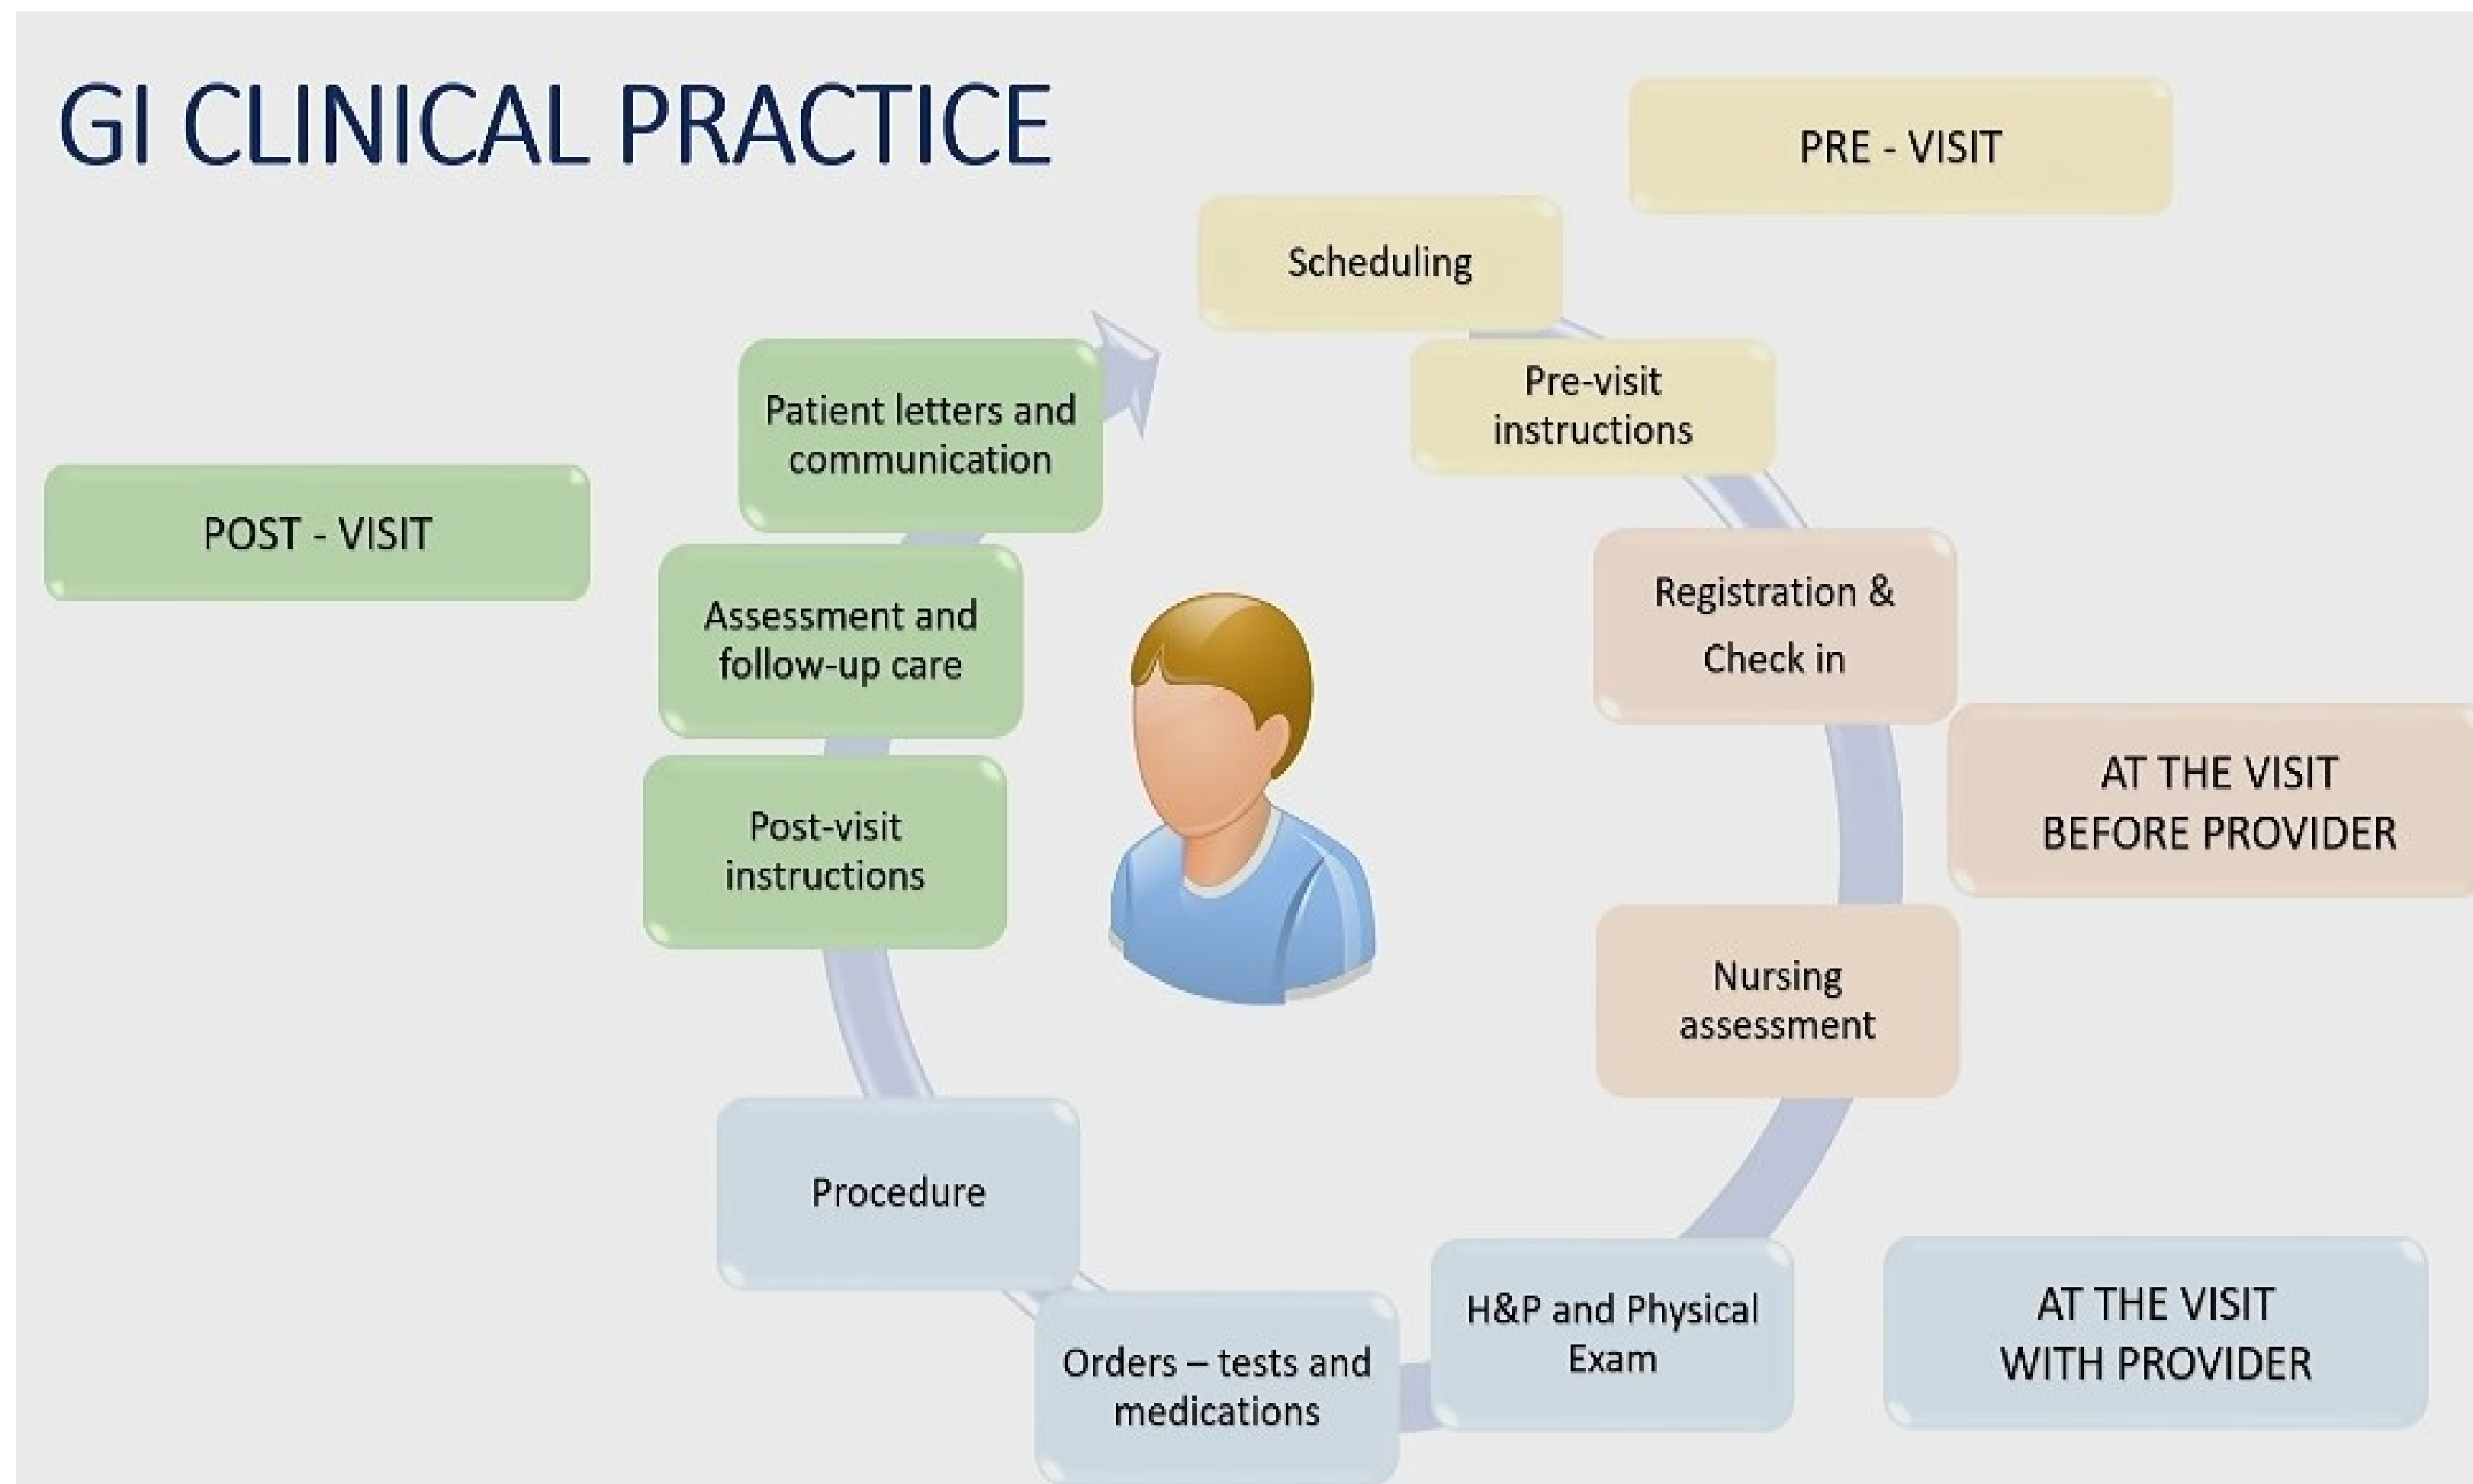 GI CLINICAL PRACTICE
PRE - VISIT
Scheduling
Pre-visit
instructions
Registration &
Check in
AT THE VISIT
BEFORE PROVIDER
Nursing
assessment
H&P and Physical
Exam
AT THE VISIT
WITH PROVIDER
Orders – tests and
medications
Procedure
Post-visit
instructions
Assessment and
follow-up care
Patient letters and
communication
POST - VISIT